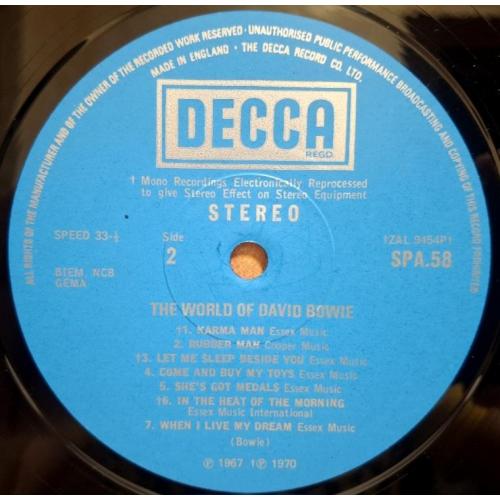 ALL RIGHTS OF THE MANUFACTURER AND OF THE OWNER OF THE RECORDED WORK RESERVED · UNAUTHORISED PUBLIC PERFORMANCE BROADCASTING AND COPYING OF THIS RECORD PROHIBITED
MADE IN ENGLAND · THE DECCA RECORD CO. LTD.
DECCA
REGD.
† Mono Recordings Electronically Reprocessed
to give Stereo Effect on Stereo Equipment
STEREO
SPEED 33-⅓
Side
2
BIEM, NCB
GEMA
1ZAL 9454P1
SPA.58
THE WORLD OF DAVID BOWIE
†1. KARMA MAN Essex Music
2. RUBBER MAN Cooper Music
†3. LET ME SLEEP BESIDE YOU Essex Music
4. COME AND BUY MY TOYS Essex Music
5. SHE'S GOT MEDALS Essex Music
†6. IN THE HEAT OF THE MORNING
Essex Music International
7. WHEN I LIVE MY DREAM Essex Music
(Bowie)
℗ 1967 †℗ 1970